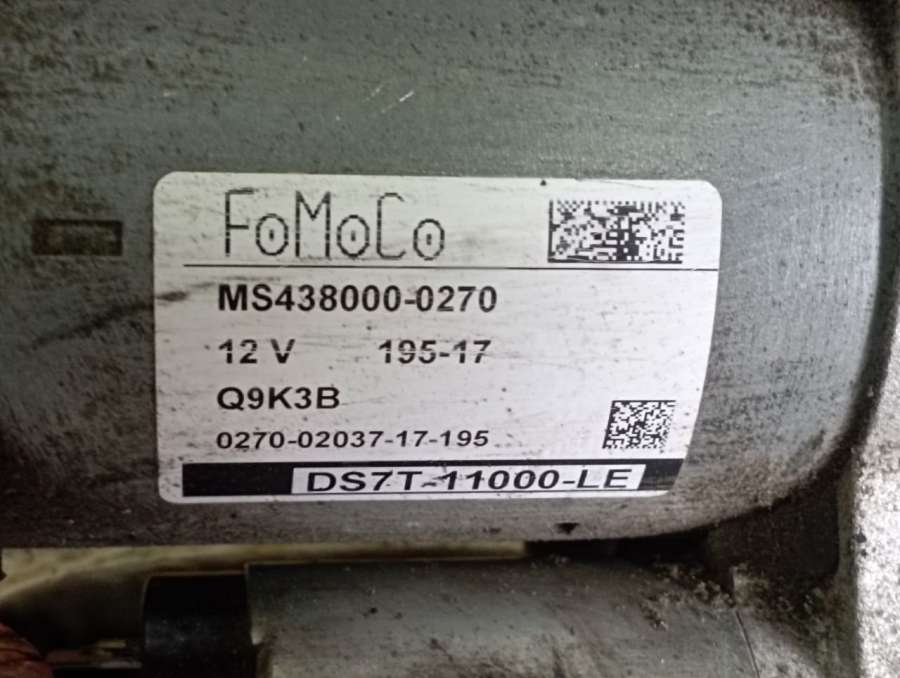 FoMoCo
MS438000-0270
12 V 195-17
Q9K3B
0270-02037-17-195
DS7T-11000-LE